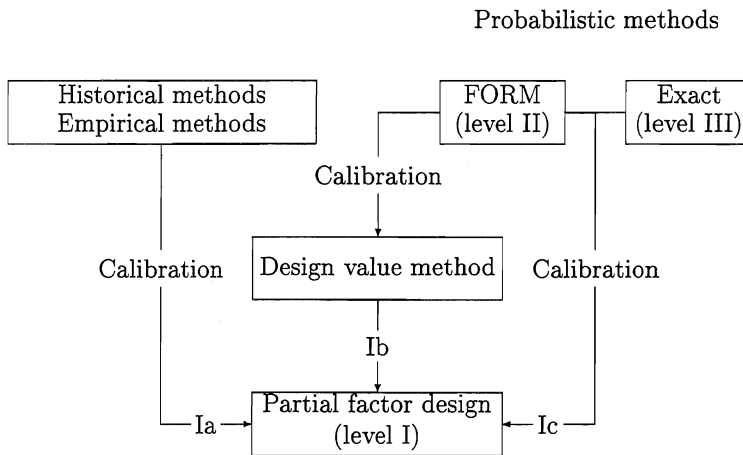 Probabilistic methods
Historical methods
Empirical methods
FORM
(level II)
Exact
(level III)
Calibration
Calibration
Design value method
Calibration
Ib
Partial factor design
(level I)
Ia
Ic